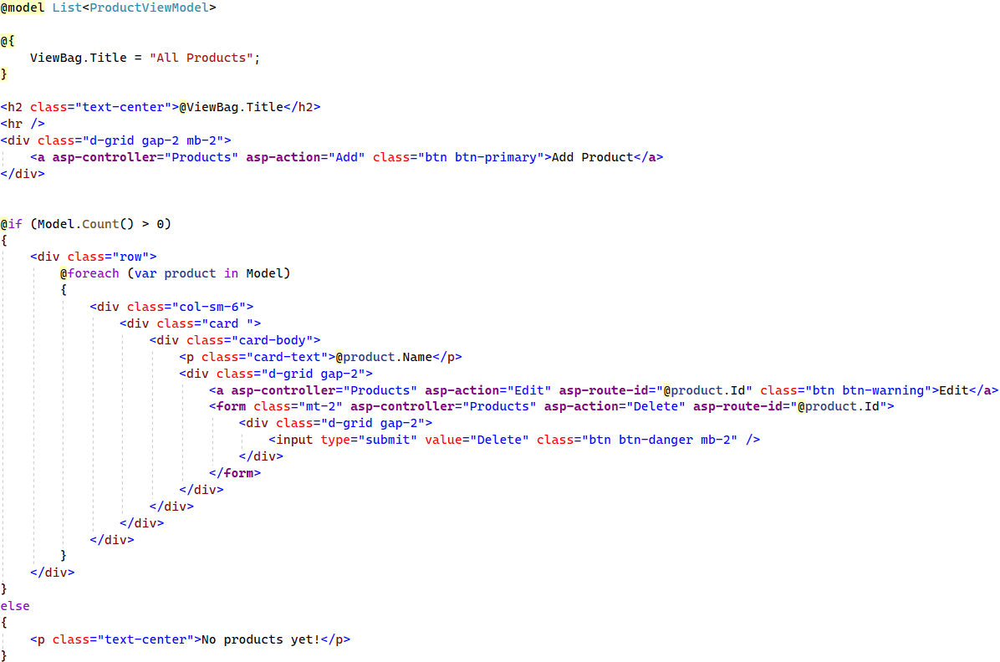 @model List<ProductViewModel>

@{
    ViewBag.Title = "All Products";
}

<h2 class="text-center">@ViewBag.Title</h2>
<hr />
<div class="d-grid gap-2 mb-2">
    <a asp-controller="Products" asp-action="Add" class="btn btn-primary">Add Product</a>
</div>


@if (Model.Count() > 0)
{
    <div class="row">
        @foreach (var product in Model)
        {
            <div class="col-sm-6">
                <div class="card ">
                    <div class="card-body">
                        <p class="card-text">@product.Name</p>
                        <div class="d-grid gap-2">
                            <a asp-controller="Products" asp-action="Edit" asp-route-id="@product.Id" class="btn btn-warning">Edit</a>
                            <form class="mt-2" asp-controller="Products" asp-action="Delete" asp-route-id="@product.Id">
                                <div class="d-grid gap-2">
                                    <input type="submit" value="Delete" class="btn btn-danger mb-2" />
                                </div>
                            </form>
                        </div>
                    </div>
                </div>
            </div>
        }
    </div>
}
else
{
    <p class="text-center">No products yet!</p>
}